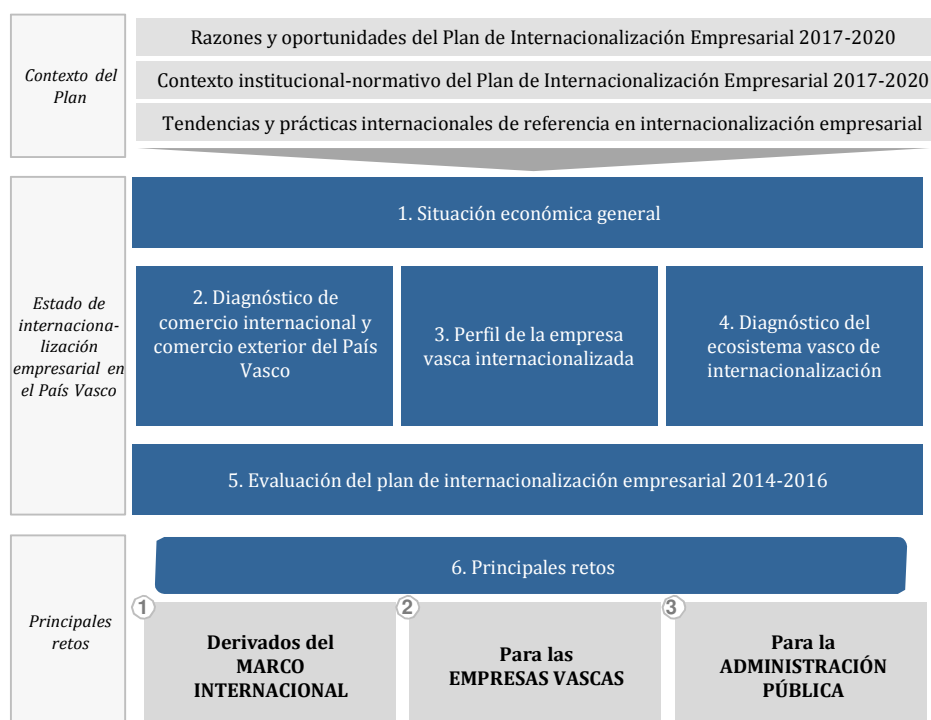 Contexto del
Plan
Razones y oportunidades del Plan de Internacionalización Empresarial 2017-2020
Contexto institucional-normativo del Plan de Internacionalización Empresarial 2017-2020
Tendencias y prácticas internacionales de referencia en internacionalización empresarial
Estado de
internaciona-
lización
empresarial en
el País Vasco
1. Situación económica general
2. Diagnóstico de
comercio internacional y
comercio exterior del País
Vasco
3. Perfil de la empresa
vasca internacionalizada
4. Diagnóstico del
ecosistema vasco de
internacionalización
5. Evaluación del plan de internacionalización empresarial 2014-2016
Principales
retos
6. Principales retos
1
Derivados del
MARCO
INTERNACIONAL
2
Para las
EMPRESAS VASCAS
3
Para la
ADMINISTRACIÓN
PÚBLICA